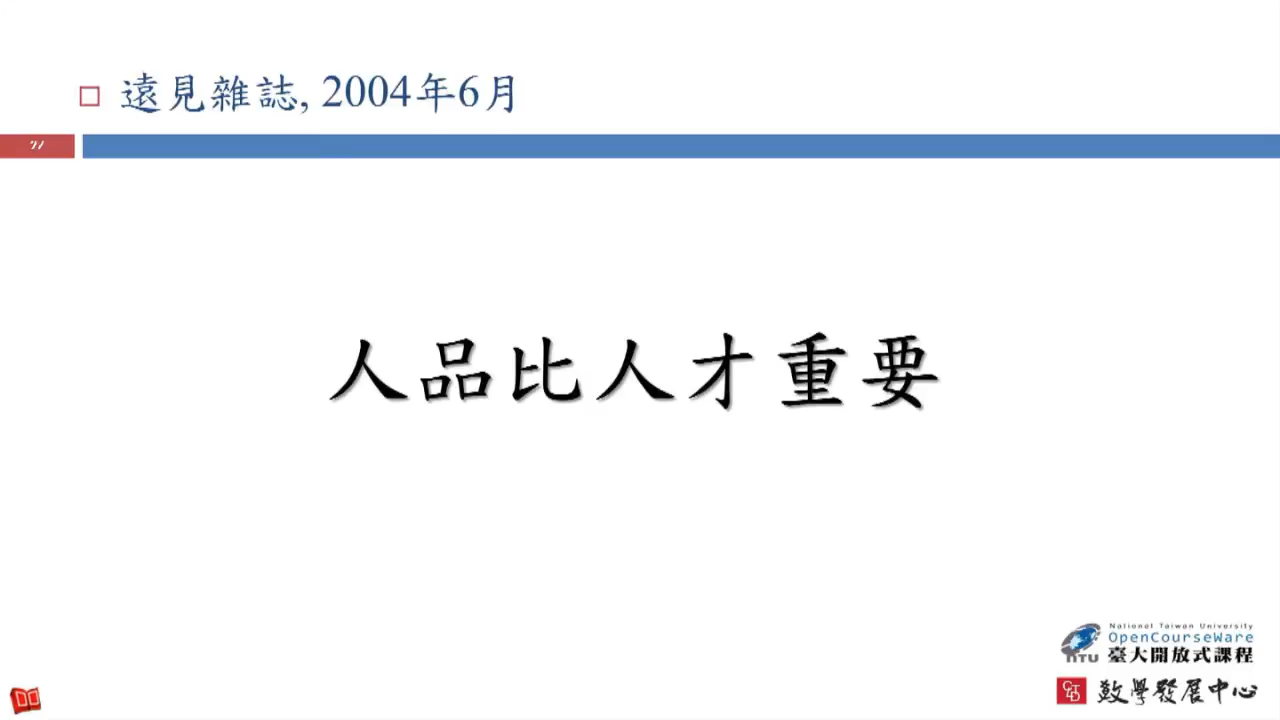 遠見雜誌, 2004年6月
人品比人才重要
National Taiwan University
OpenCourseWare
NTU 臺大開放式課程
教學發展中心